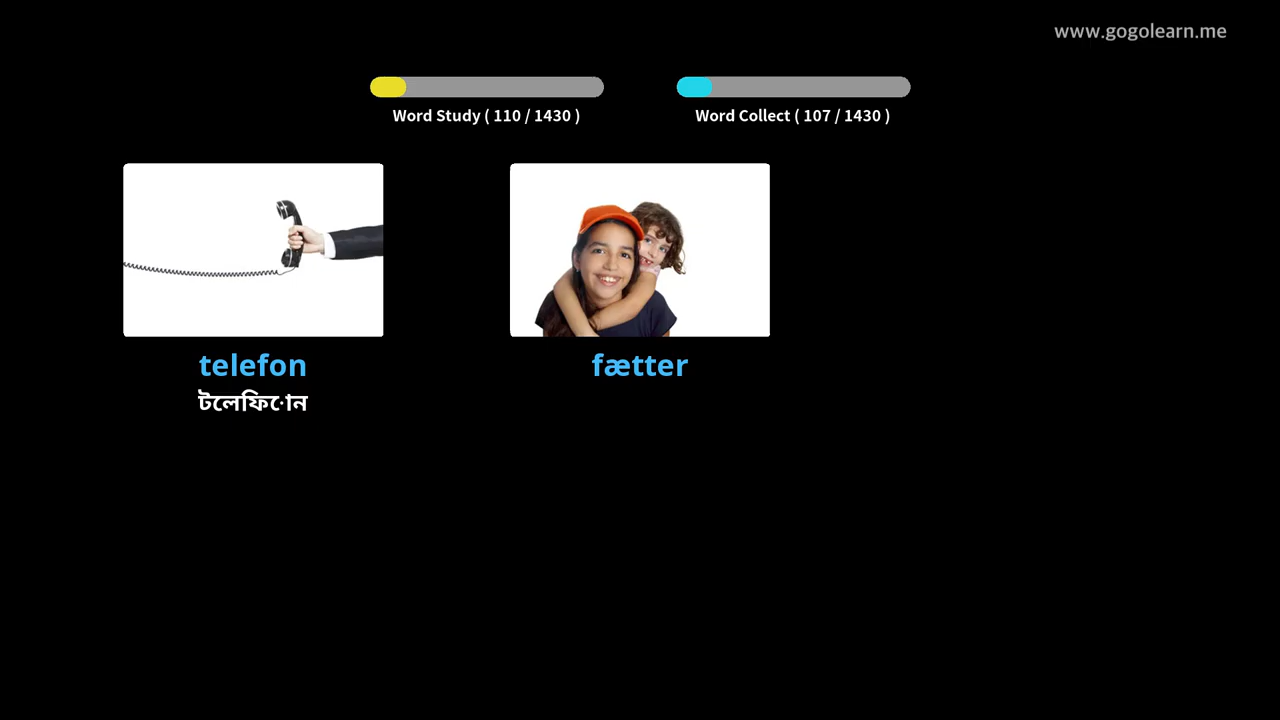 www.gogolearn.me
Word Study ( 110 / 1430 )
Word Collect ( 107 / 1430 )
telefon
fætter
টেলিফোন